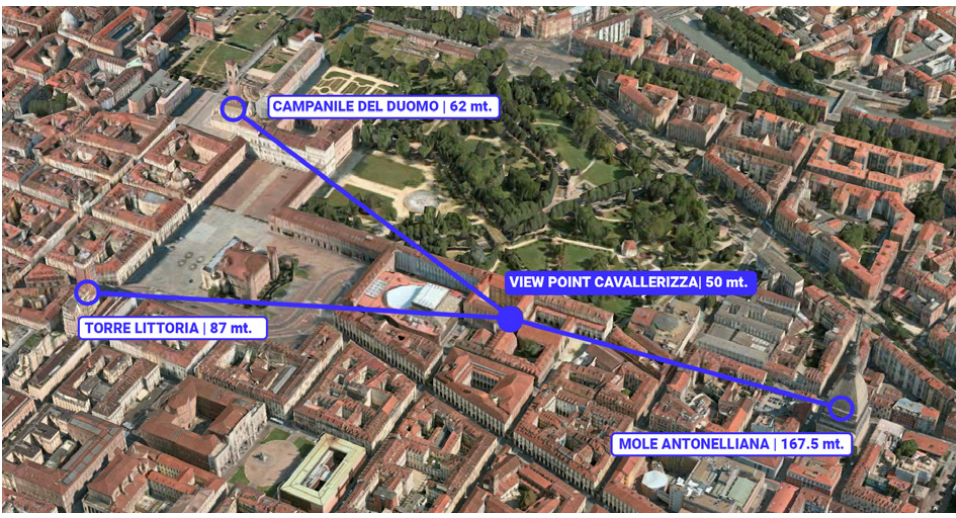 CAMPANILE DEL DUOMO | 62 mt.
VIEW POINT CAVALLERIZZA| 50 mt.
TORRE LITTORIA | 87 mt.
MOLE ANTONELLIANA | 167.5 mt.